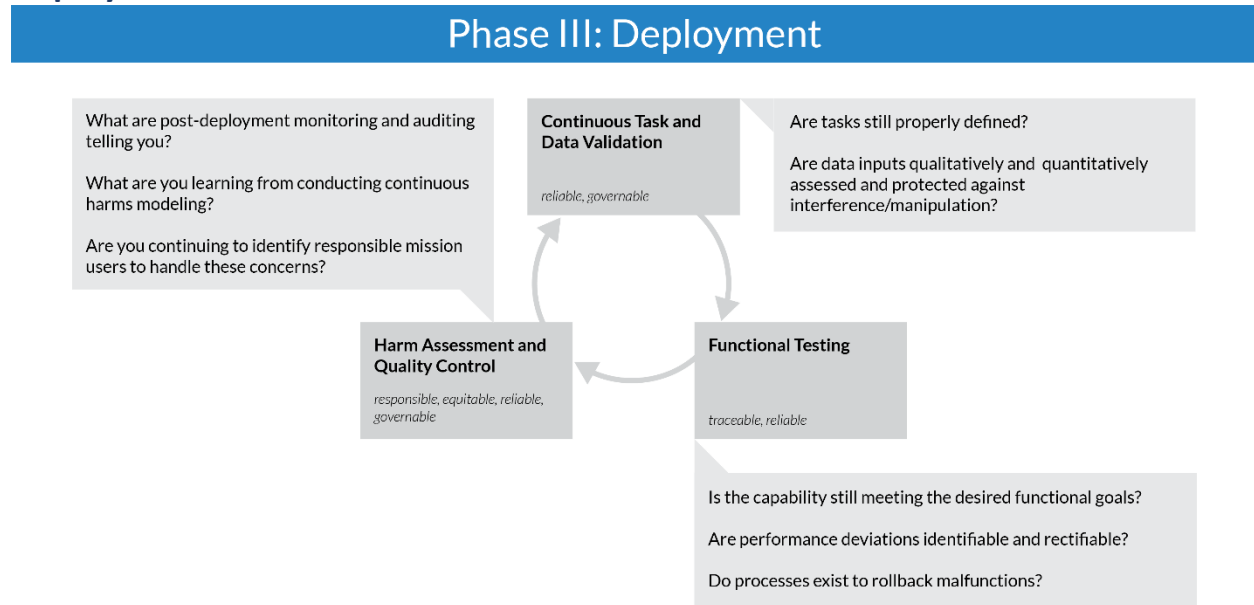 Phase III: Deployment
What are post-deployment monitoring and auditing
telling you?
What are you learning from conducting continuous
harms modeling?
Are you continuing to identify responsible mission
users to handle these concerns?
Continuous Task and
Data Validation
reliable, governable
Are tasks still properly defined?
Are data inputs qualitatively and quantitatively
assessed and protected against
interference/manipulation?
Harm Assessment and
Quality Control
responsible, equitable, reliable,
governable
Functional Testing
traceable, reliable
Is the capability still meeting the desired functional goals?
Are performance deviations identifiable and rectifiable?
Do processes exist to rollback malfunctions?